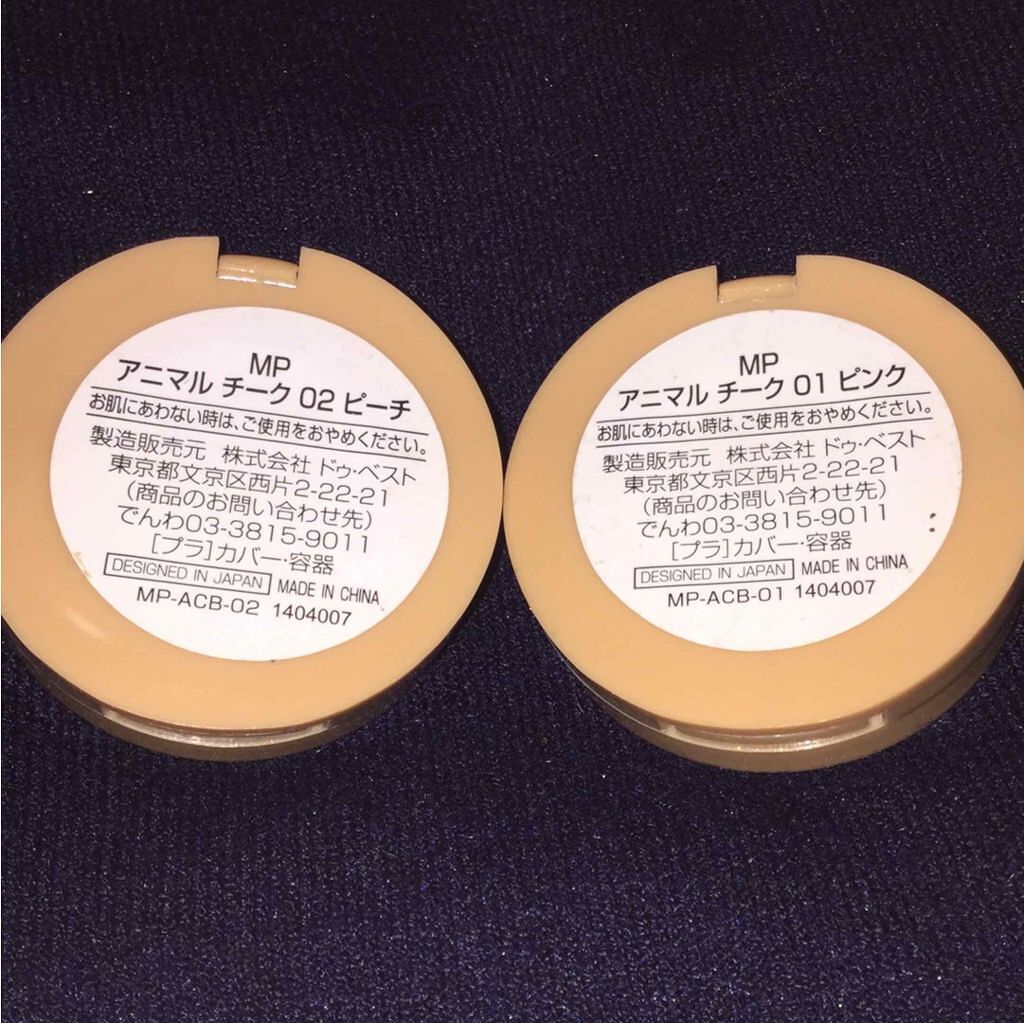 MP
アニマル チーク 02 ピーチ
お肌にあわない時は、ご使用をおやめください。
製造販売元 株式会社 ドゥ・ベスト
東京都文京区西片2-22-21
(商品のお問い合わせ先)
でんわ03-3815-9011
[プラ]カバー・容器
DESIGNED IN JAPAN MADE IN CHINA
MP-ACB-02 1404007
MP
アニマル チーク 01 ピンク
お肌にあわない時は、ご使用をおやめください。
製造販売元 株式会社 ドゥ・ベスト
東京都文京区西片2-22-21
(商品のお問い合わせ先)
でんわ03-3815-9011
[プラ]カバー・容器
DESIGNED IN JAPAN MADE IN CHINA
MP-ACB-01 1404007